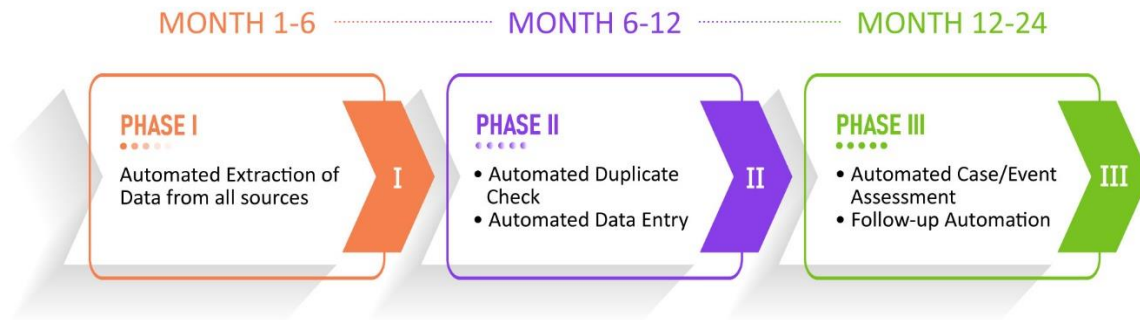 MONTH 1-6
MONTH 6-12
MONTH 12-24
PHASE I
Automated Extraction of
Data from all sources
I
PHASE II
• Automated Duplicate
Check
• Automated Data Entry
II
PHASE III
• Automated Case/Event
Assessment
• Follow-up Automation
III